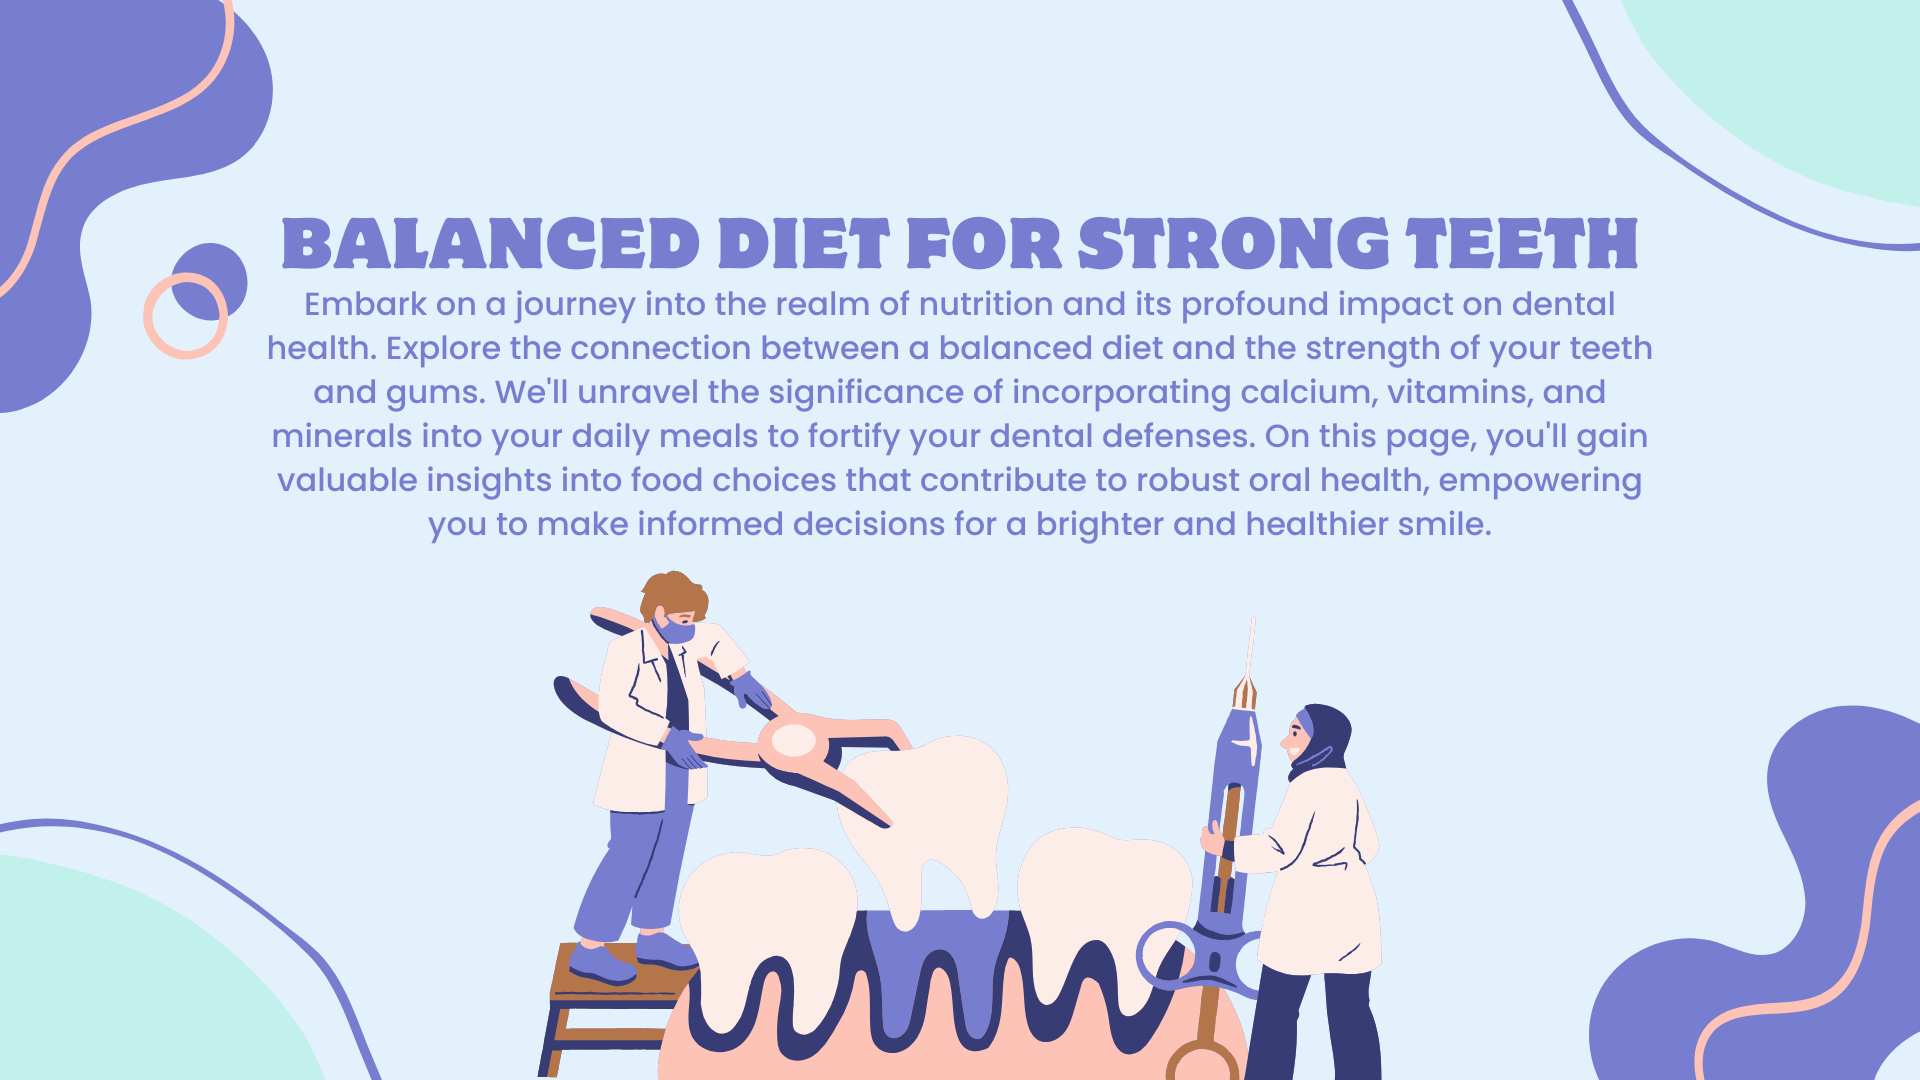 BALANCED DIET FOR STRONG TEETH
Embark on a journey into the realm of nutrition and its profound impact on dental
health. Explore the connection between a balanced diet and the strength of your teeth
and gums. We'll unravel the significance of incorporating calcium, vitamins, and
minerals into your daily meals to fortify your dental defenses. On this page, you'll gain
valuable insights into food choices that contribute to robust oral health, empowering
you to make informed decisions for a brighter and healthier smile.